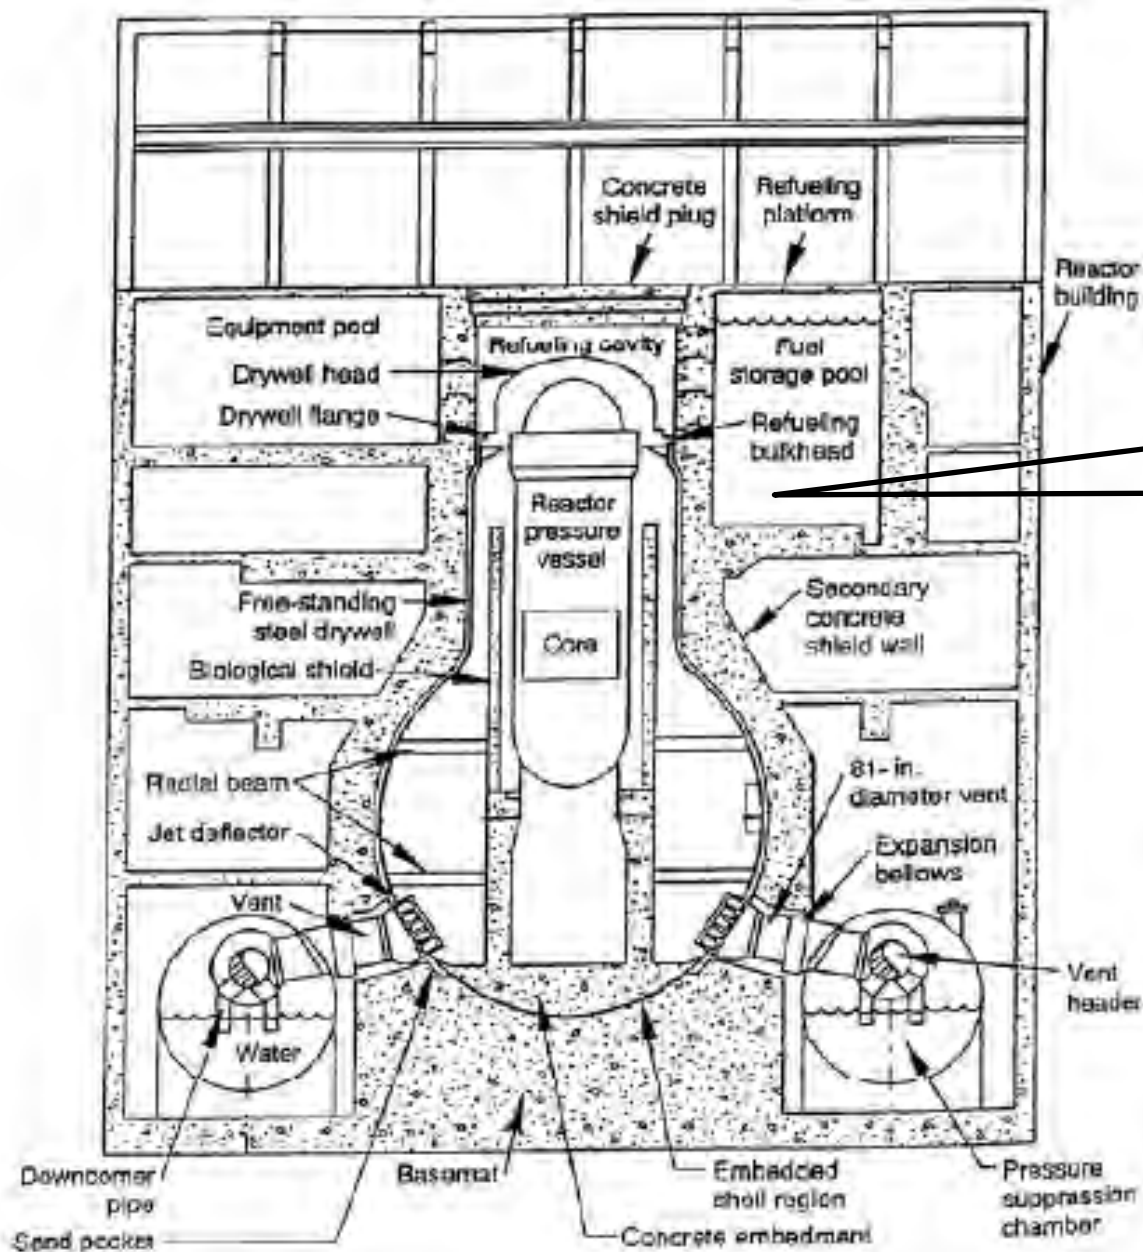 Concrete
shield plug
Refueling
platform
Reactor
building
Equipment pool
Refueling cavity
Fuel
storage pool
Drywell head
Drywell flange
Refueling
bulkhead
Reactor
pressure
vessel
Free-standing
steel drywell
Secondary
concrete
shield wall
Core
Biological shield
Radial beam
81-in.
diameter vent
Jet deflector
Expansion
bellows
Vent
Vent
header
Water
Downcomer
pipe
Basemat
Embedded
shell region
Pressure
suppression
chamber
Sand pocket
Concrete embedment